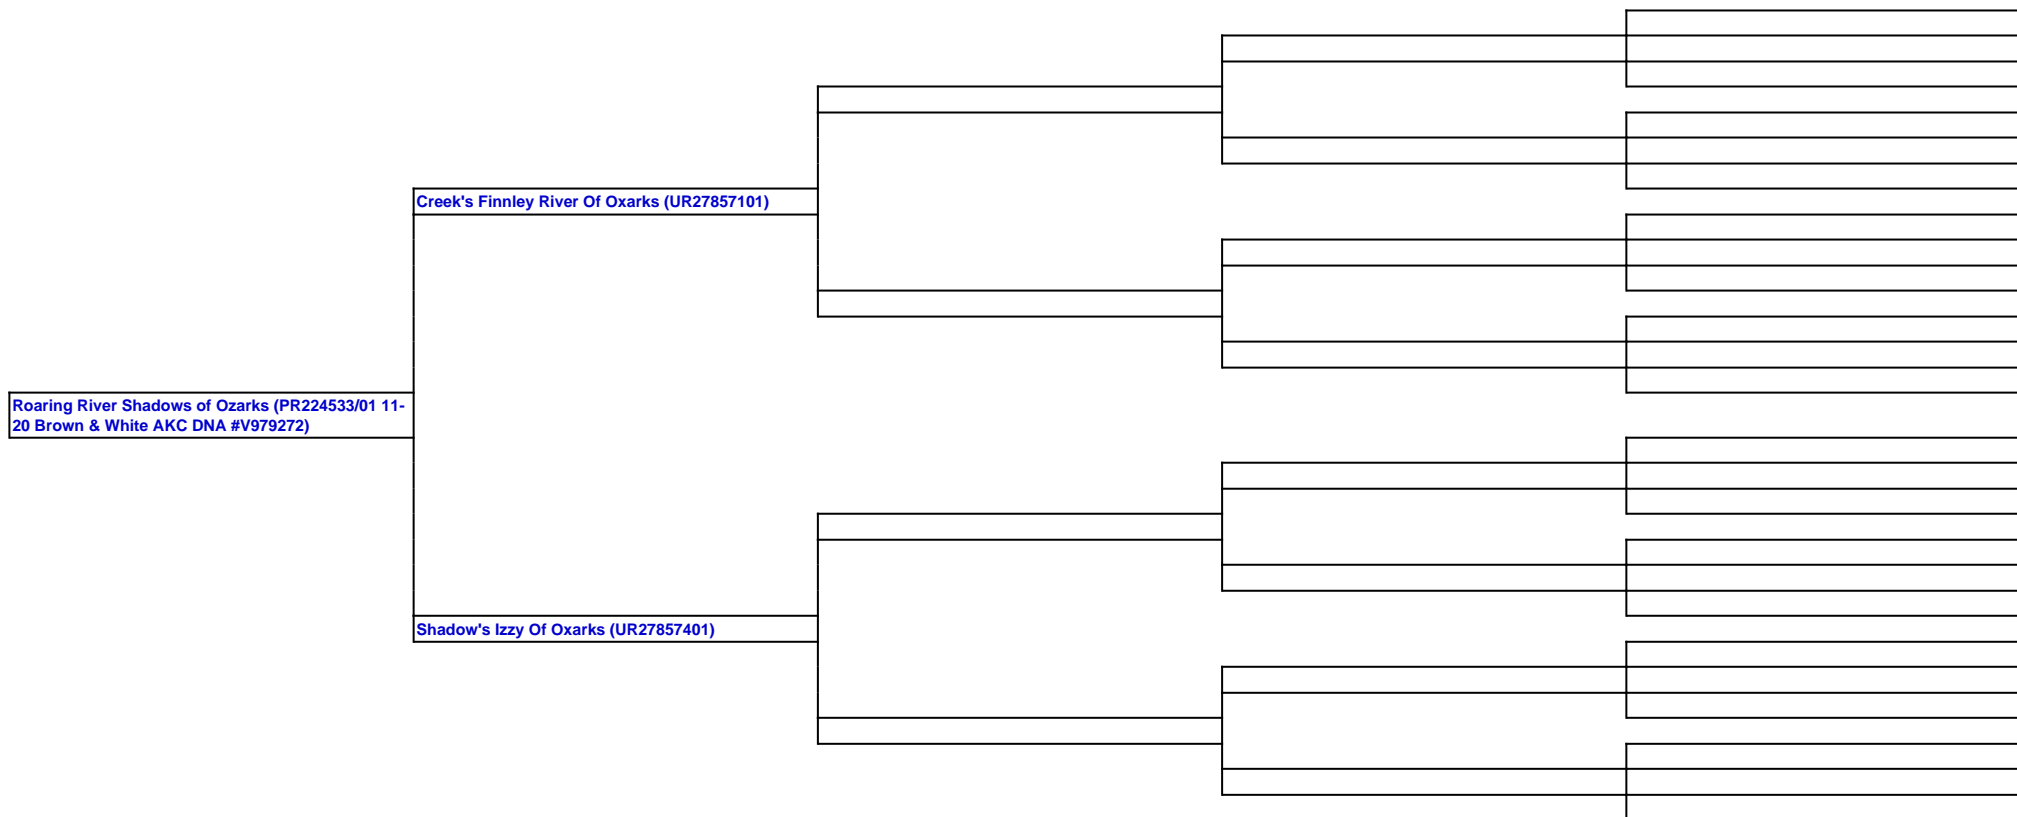 Creek's Finnley River Of Oxarks (UR27857101)
Roaring River Shadows of Ozarks (PR224533/01 11-
20 Brown & White AKC DNA #V979272)
Shadow's Izzy Of Oxarks (UR27857401)